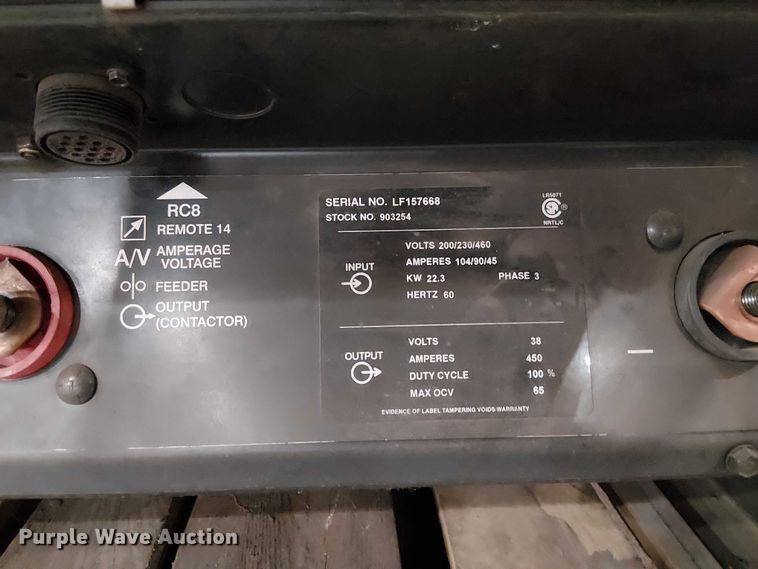 RC8
REMOTE 14
A/V AMPERAGE
VOLTAGE
FEEDER
OUTPUT
(CONTACTOR)
SERIAL NO. LF157668
STOCK NO. 903254
LR5071
NRTL/C
INPUT
VOLTS 200/230/460
AMPERES 104/90/45
KW 22.3 PHASE 3
HERTZ 60
OUTPUT
VOLTS 38
AMPERES 450
DUTY CYCLE 100 %
MAX OCV 65
EVIDENCE OF LABEL TAMPERING VOIDS WARRANTY
Purple Wave Auction